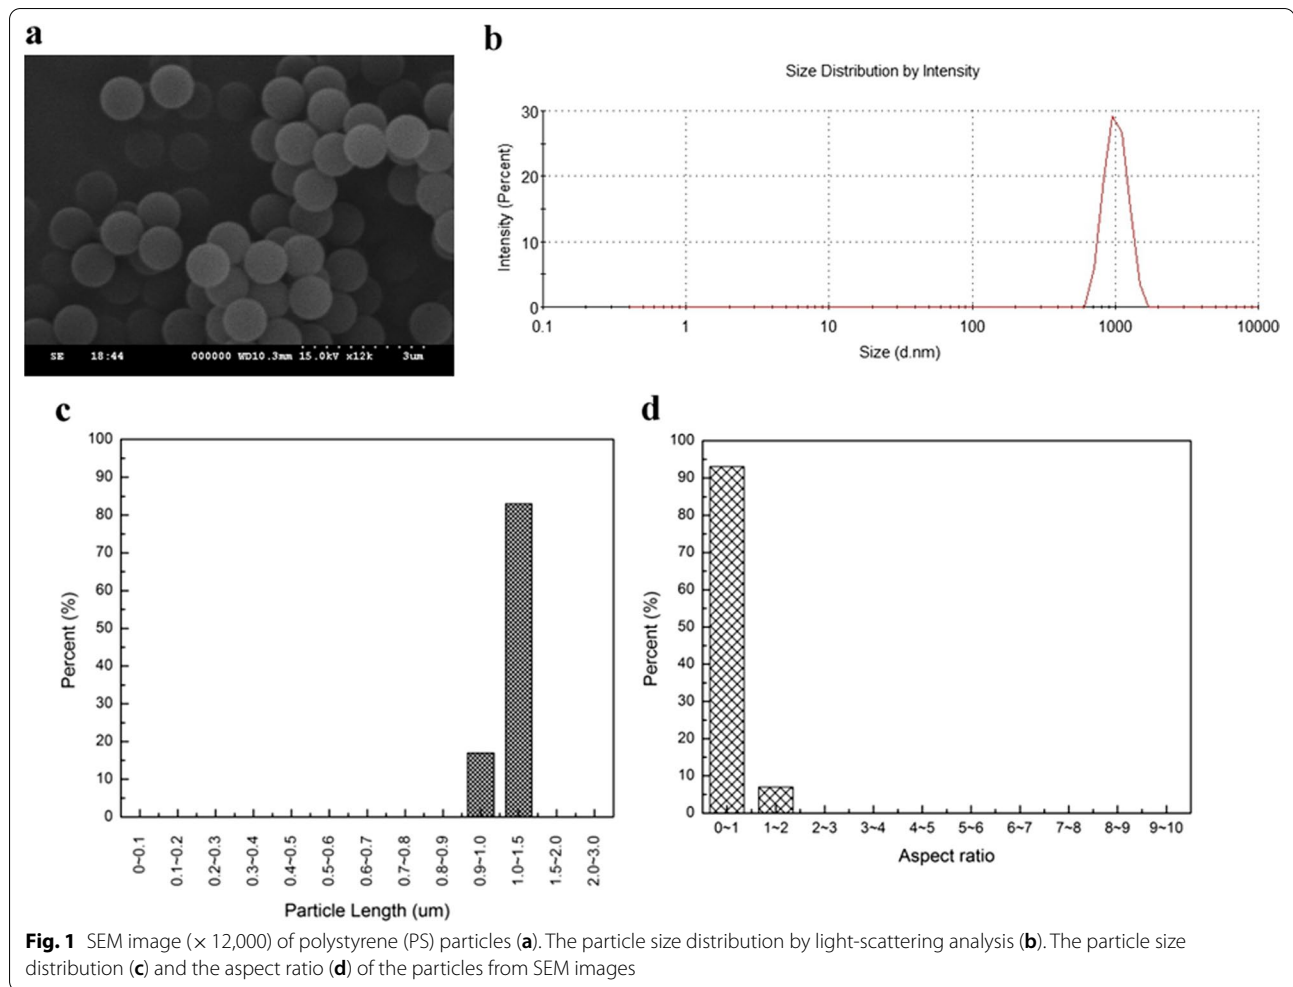 a
SE 18:44 000000 WD10.3mm 15.0kV x12k 3um
b
Size Distribution by Intensity
Intensity (Percent)
30
20
10
0
0.1 1 10 100 1000 10000
Size (d.nm)
c
Percent (%)
100
90
80
70
60
50
40
30
20
10
0
0~0.1 0.1~0.2 0.2~0.3 0.3~0.4 0.4~0.5 0.5~0.6 0.6~0.7 0.7~0.8 0.8~0.9 0.9~1.0 1.0~1.5 1.5~2.0 2.0~3.0
Particle Length (um)
d
Percent (%)
100
90
80
70
60
50
40
30
20
10
0
0~1 1~2 2~3 3~4 4~5 5~6 6~7 7~8 8~9 9~10
Aspect ratio
Fig. 1 SEM image (× 12,000) of polystyrene (PS) particles (a). The particle size distribution by light-scattering analysis (b). The particle size
distribution (c) and the aspect ratio (d) of the particles from SEM images